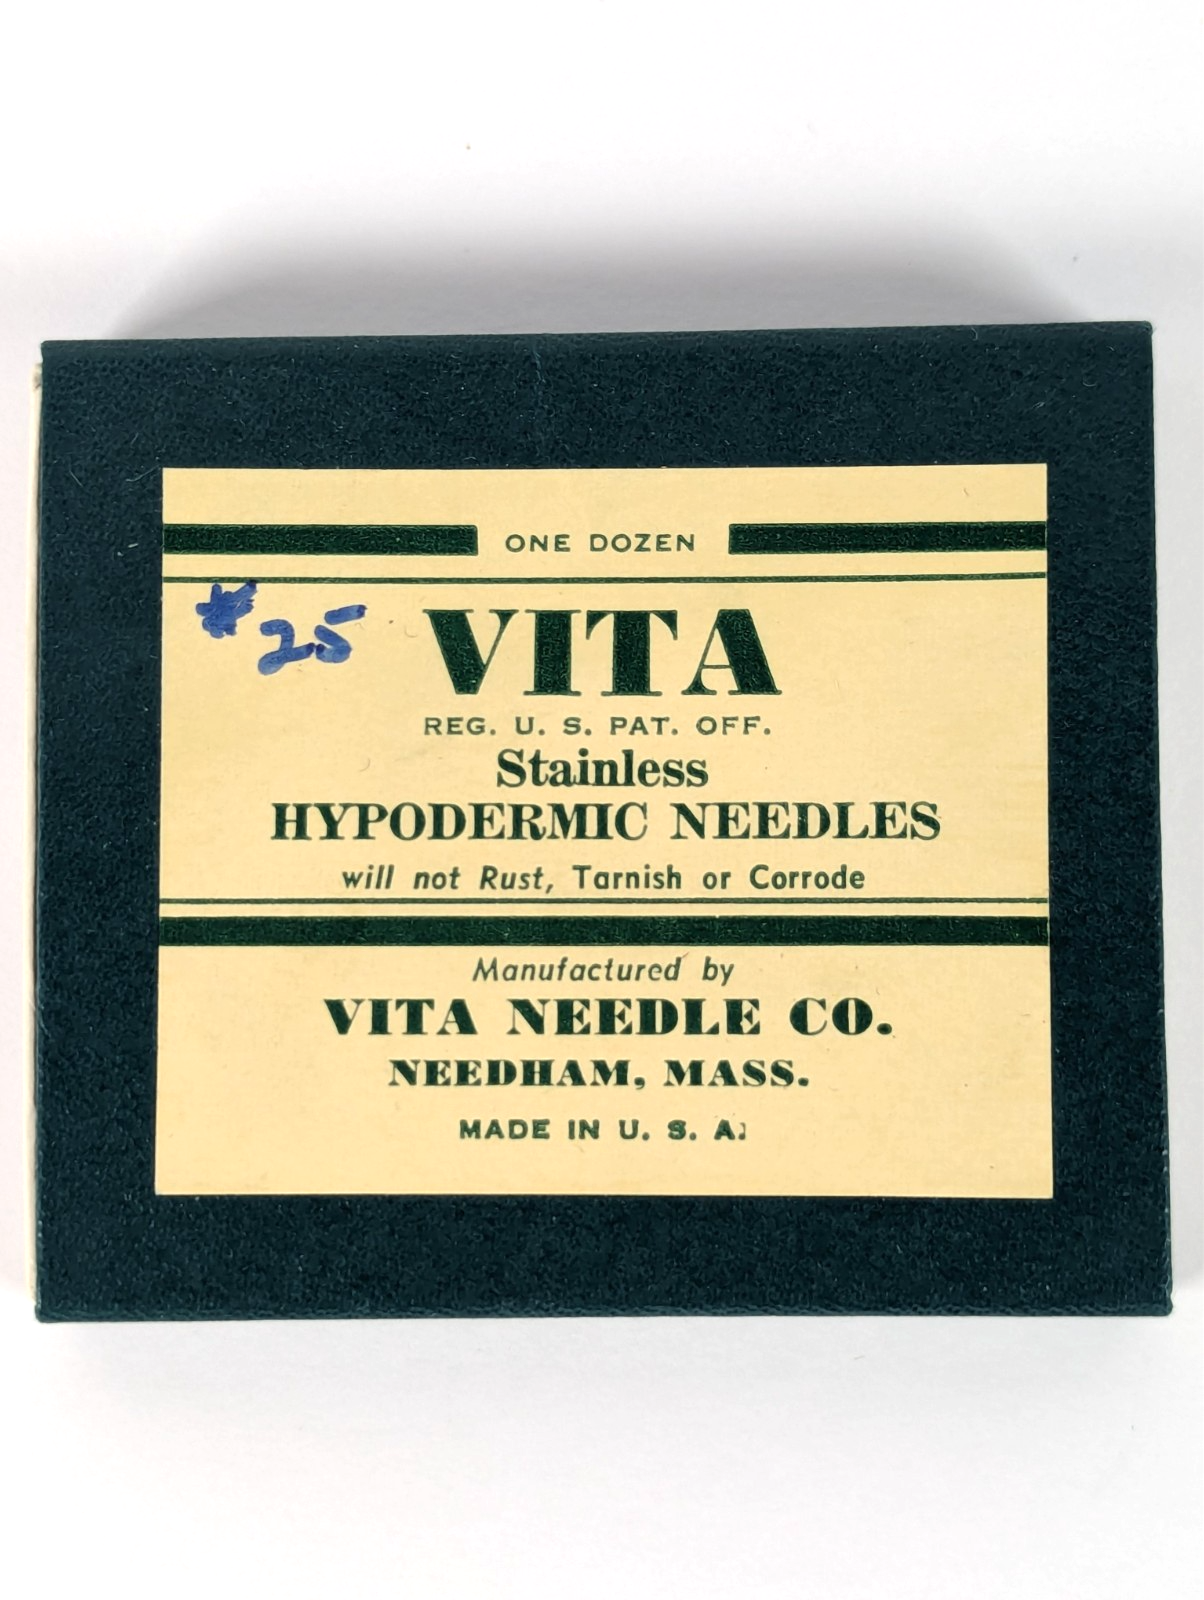 ONE DOZEN
# 25
VITA
REG. U. S. PAT. OFF.
Stainless
HYPODERMIC NEEDLES
will not Rust, Tarnish or Corrode
Manufactured by
VITA NEEDLE CO.
NEEDHAM, MASS.
MADE IN U. S. A.